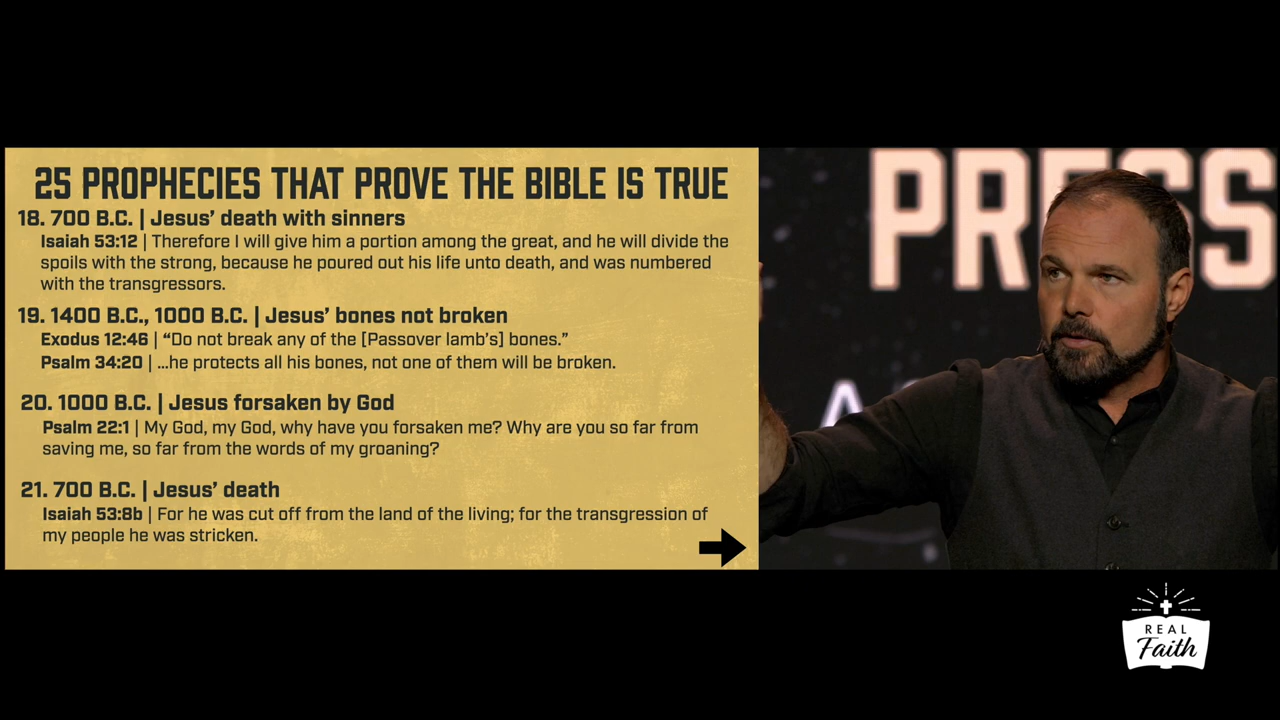 25 PROPHECIES THAT PROVE THE BIBLE IS TRUE
18. 700 B.C. | Jesus’ death with sinners
Isaiah 53:12 | Therefore I will give him a portion among the great, and he will divide the
spoils with the strong, because he poured out his life unto death, and was numbered
with the transgressors.
19. 1400 B.C., 1000 B.C. | Jesus’ bones not broken
Exodus 12:46 | “Do not break any of the [Passover lamb’s] bones.”
Psalm 34:20 | ...he protects all his bones, not one of them will be broken.
20. 1000 B.C. | Jesus forsaken by God
Psalm 22:1 | My God, my God, why have you forsaken me? Why are you so far from
saving me, so far from the words of my groaning?
21. 700 B.C. | Jesus’ death
Isaiah 53:8b | For he was cut off from the land of the living; for the transgression of
my people he was stricken.
REAL
Faith